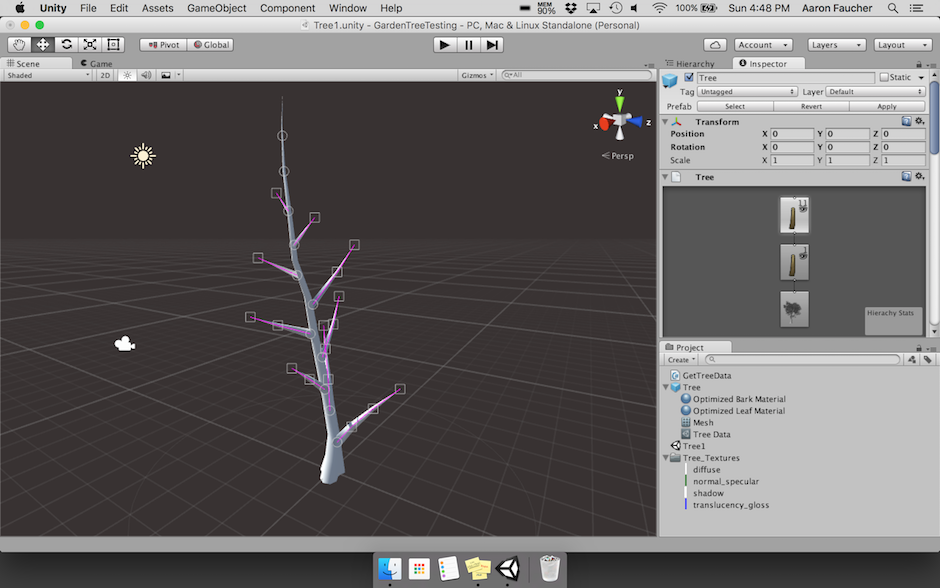 Unity File Edit Assets GameObject Component Window Help MEM 90% 100% Sun 4:48 PM Aaron Faucher
Tree1.unity - GardenTreeTesting - PC, Mac & Linux Standalone (Personal)
Pivot Global Account Layers Layout
Scene Game Hierarchy Inspector
Shaded 2D Gizmos All
Tree Static
Tag Untagged Layer Default
Prefab Select Revert Apply
Transform
Position X 0 Y 0 Z 0
Rotation X 0 Y 0 Z 0
Scale X 1 Y 1 Z 1
Tree
y
x z
Persp
11
1
Hierachy Stats
Project
Create
GetTreeData
Tree
Optimized Bark Material
Optimized Leaf Material
Mesh
Tree Data
Tree1
Tree_Textures
diffuse
normal_specular
shadow
translucency_gloss